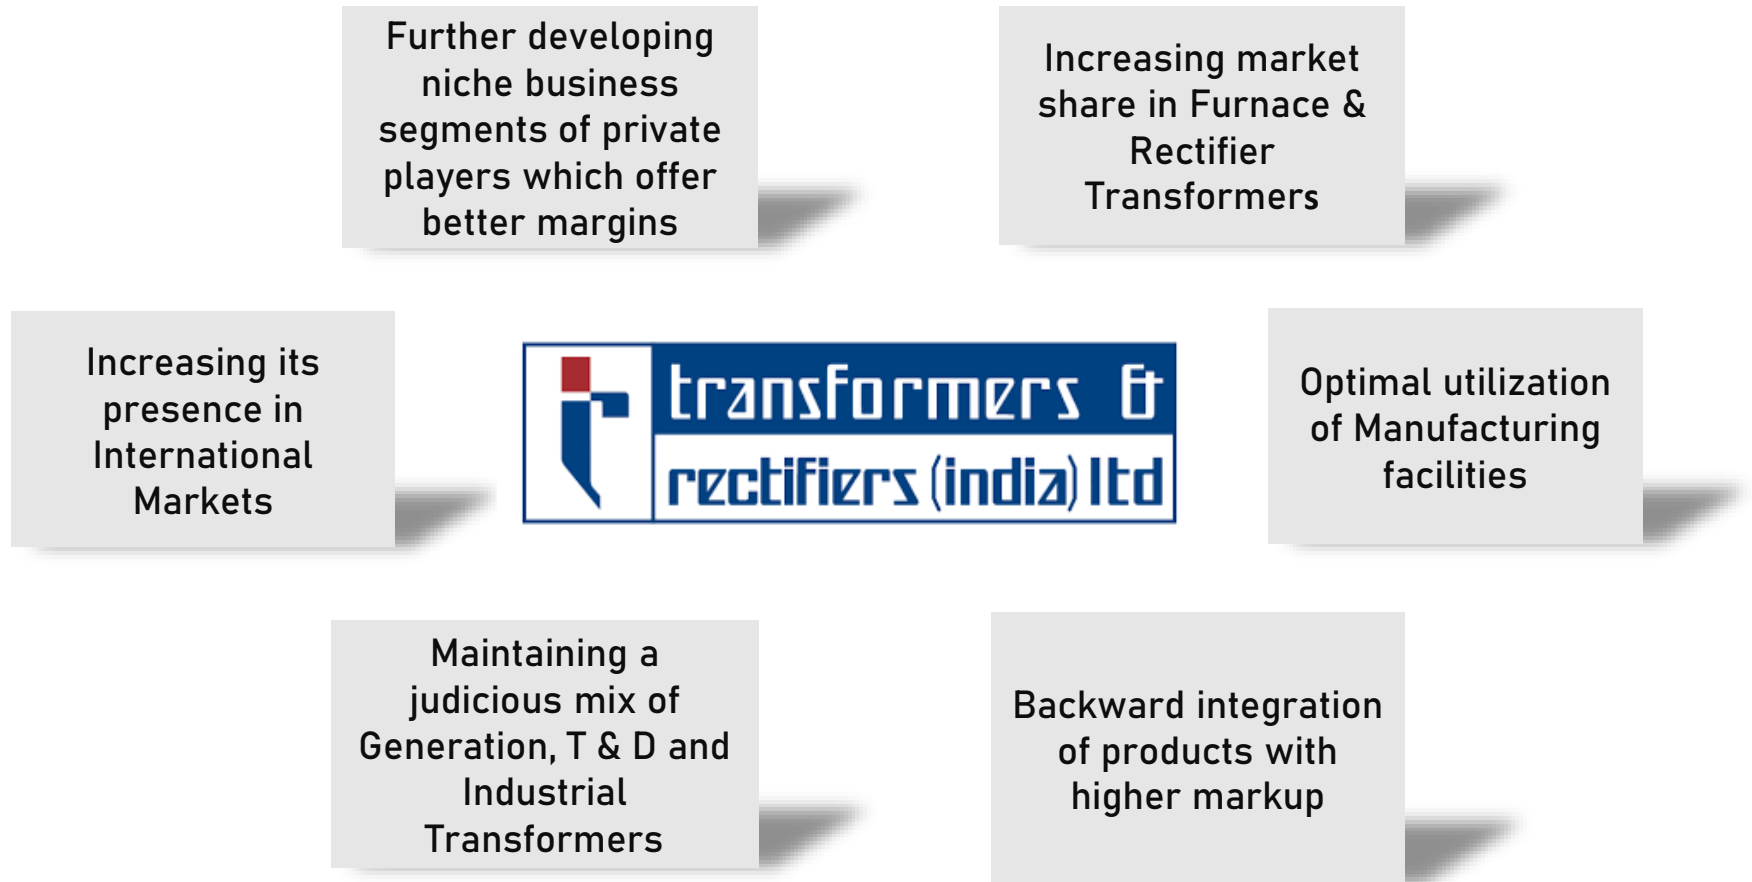 Further developing
niche business
segments of private
players which offer
better margins
Increasing market
share in Furnace &
Rectifier
Transformers
Increasing its
presence in
International
Markets
transformers &
rectifiers (india) ltd
Optimal utilization
of Manufacturing
facilities
Maintaining a
judicious mix of
Generation, T & D and
Industrial
Transformers
Backward integration
of products with
higher markup